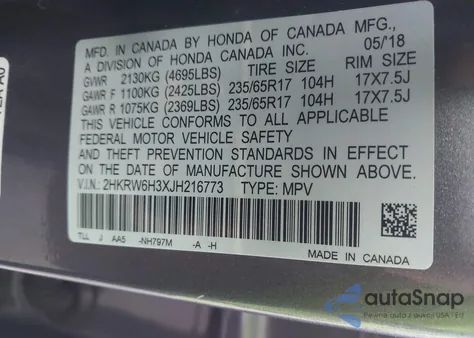 MFD. IN CANADA BY HONDA OF CANADA MFG. 05/'18
A DIVISION OF HONDA CANADA INC.
GVWR 2130KG (4695LBS) TIRE SIZE RIM SIZE
GAWR F 1100KG (2425LBS) 235/65R17 104H 17X7.5J
GAWR R 1075KG (2369LBS) 235/65R17 104H 17X7.5J
THIS VEHICLE CONFORMS TO ALL APPLICABLE
FEDERAL MOTOR VEHICLE SAFETY
AND THEFT PREVENTION STANDARDS IN EFFECT
ON THE DATE OF MANUFACTURE SHOWN ABOVE.
V.I.N.: 2HKRW6H3XJH216773 TYPE: MPV
TLL J AA5 -NH797M -A -H
MADE IN CANADA
autoSnap